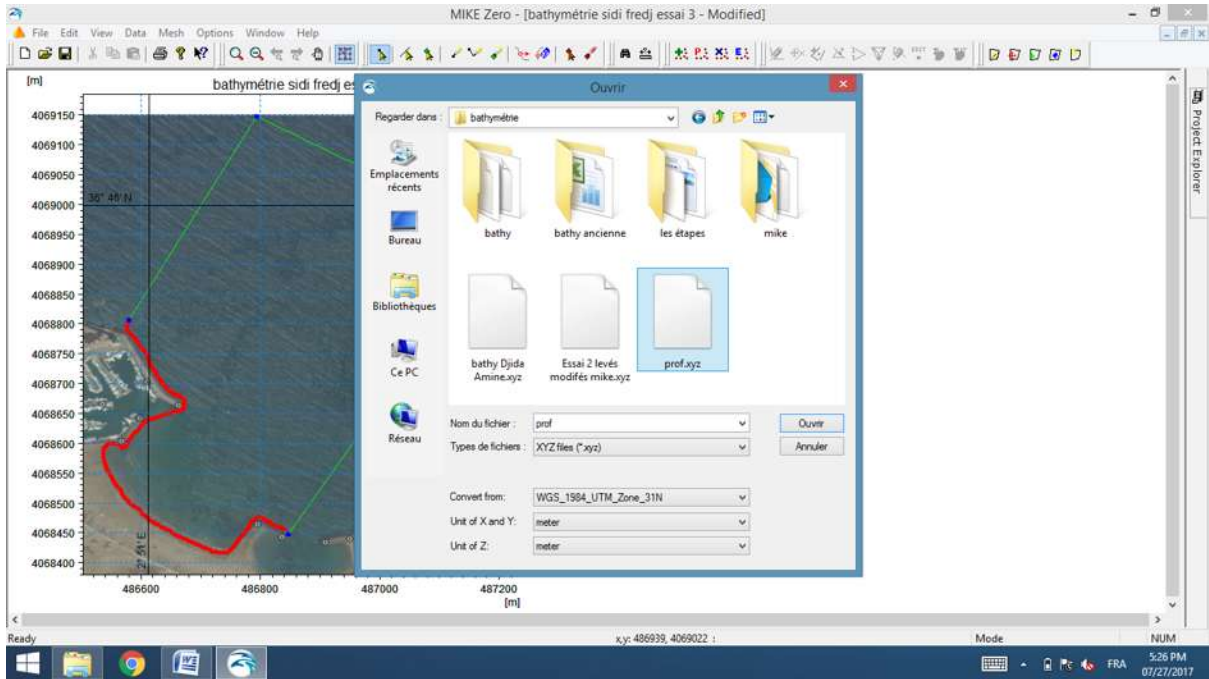 MIKE Zero - [bathymétrie sidi fredj essai 3 - Modified]
File Edit View Data Mesh Options Window Help
[m]
bathymétrie sidi fredj es
4069150
4069100
4069050
4069000
4068950
4068900
4068850
4068800
4068750
4068700
4068650
4068600
4068550
4068500
4068450
4068400
36° 46' N
2° 51' E
486600 486800 487000 487200
[m]
Ouvrir
Regarder dans : bathymétrie
Emplacements récents
Bureau
Bibliothèques
Ce PC
Réseau
bathy
bathy ancienne
les étapes
mike
bathy Djida Amine.xyz
Essai 2 levés modifés mike.xyz
prof.xyz
Nom du fichier : prof
Ouvrir
Types de fichiers : XYZ files (*.xyz)
Annuler
Convert from: WGS_1984_UTM_Zone_31N
Unit of X and Y: meter
Unit of Z: meter
Project Explorer
Ready
x,y: 486939, 4069022 :
Mode
NUM
FRA
5:26 PM
07/27/2017